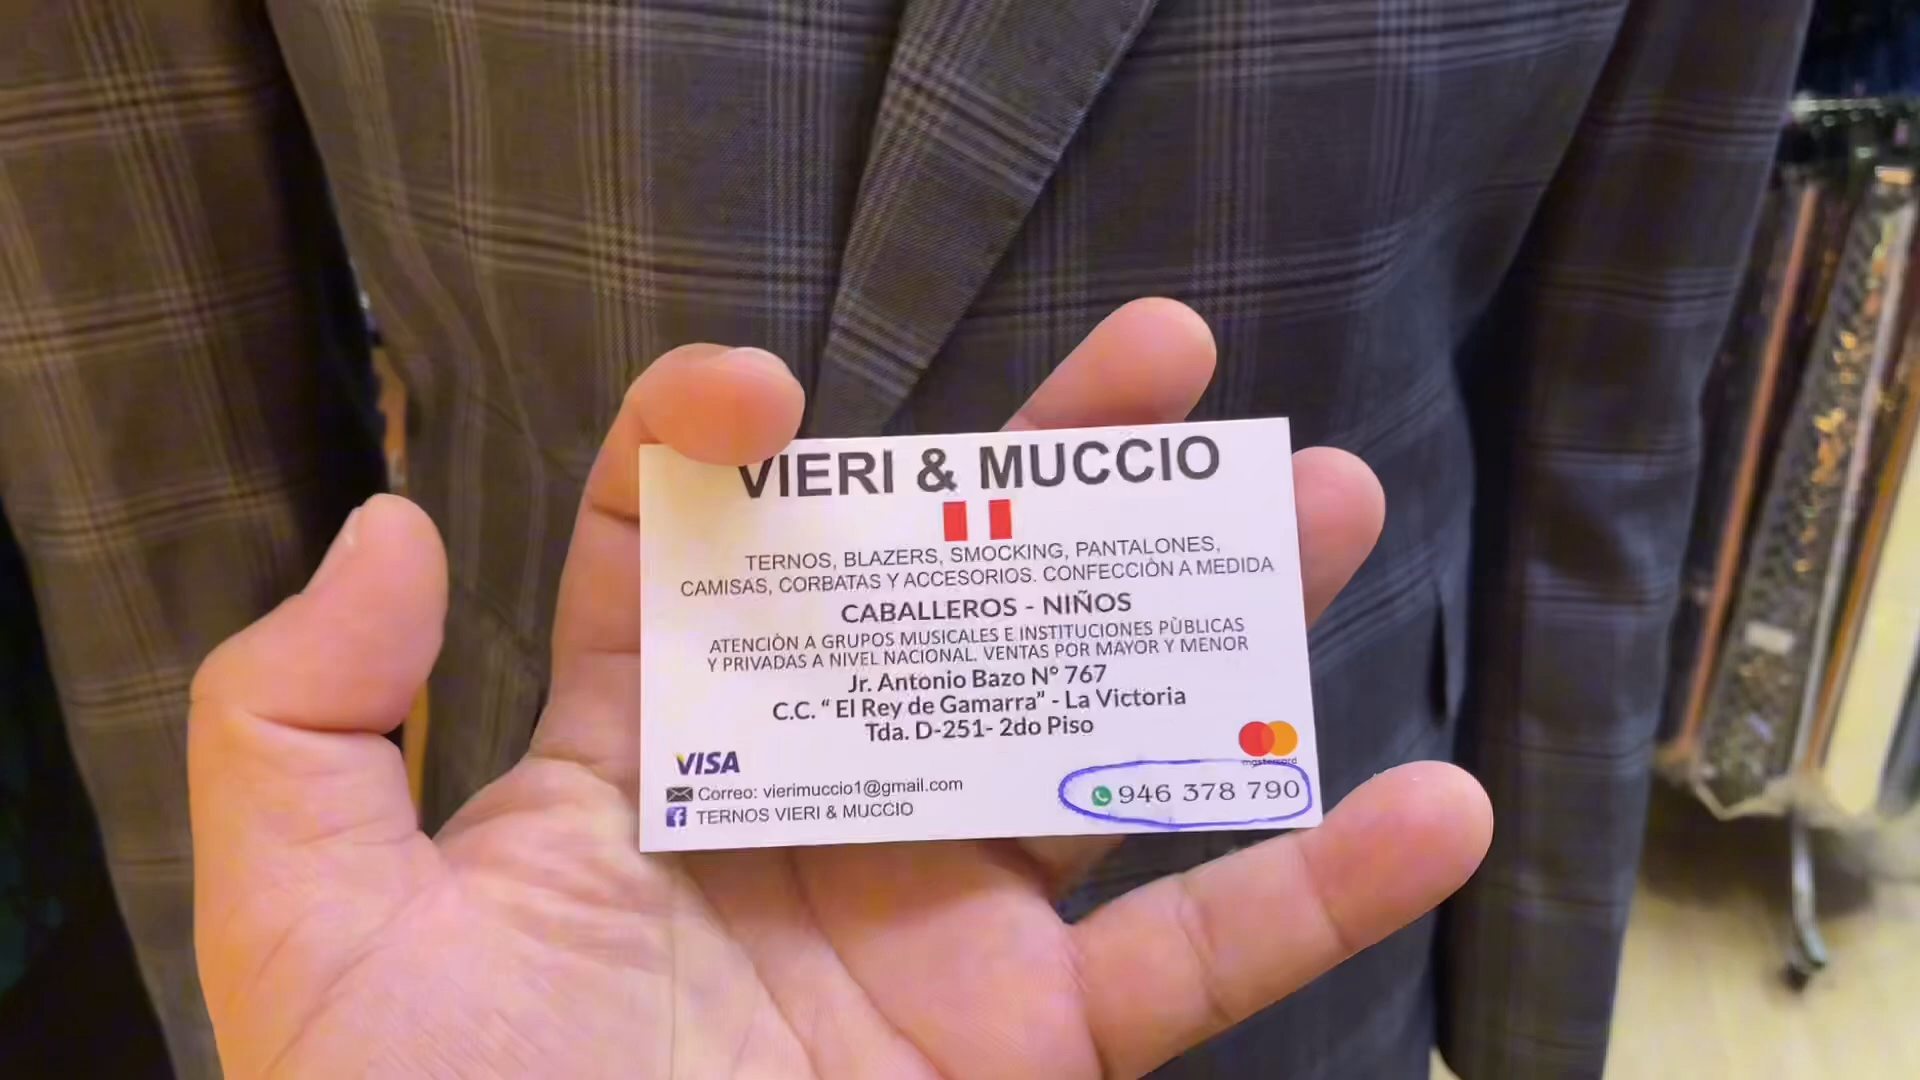 VIERI & MUCCIO
TERNOS, BLAZERS, SMOCKING, PANTALONES,
CAMISAS, CORBATAS Y ACCESORIOS. CONFECCIÒN A MEDIDA
CABALLEROS - NIÑOS
ATENCIÒN A GRUPOS MUSICALES E INSTITUCIONES PÙBLICAS
Y PRIVADAS A NIVEL NACIONAL. VENTAS POR MAYOR Y MENOR
Jr. Antonio Bazo N° 767
C.C. “ El Rey de Gamarra” - La Victoria
Tda. D-251- 2do Piso
VISA
mastercard
Correo: vierimuccio1@gmail.com
946 378 790
TERNOS VIERI & MUCCIO